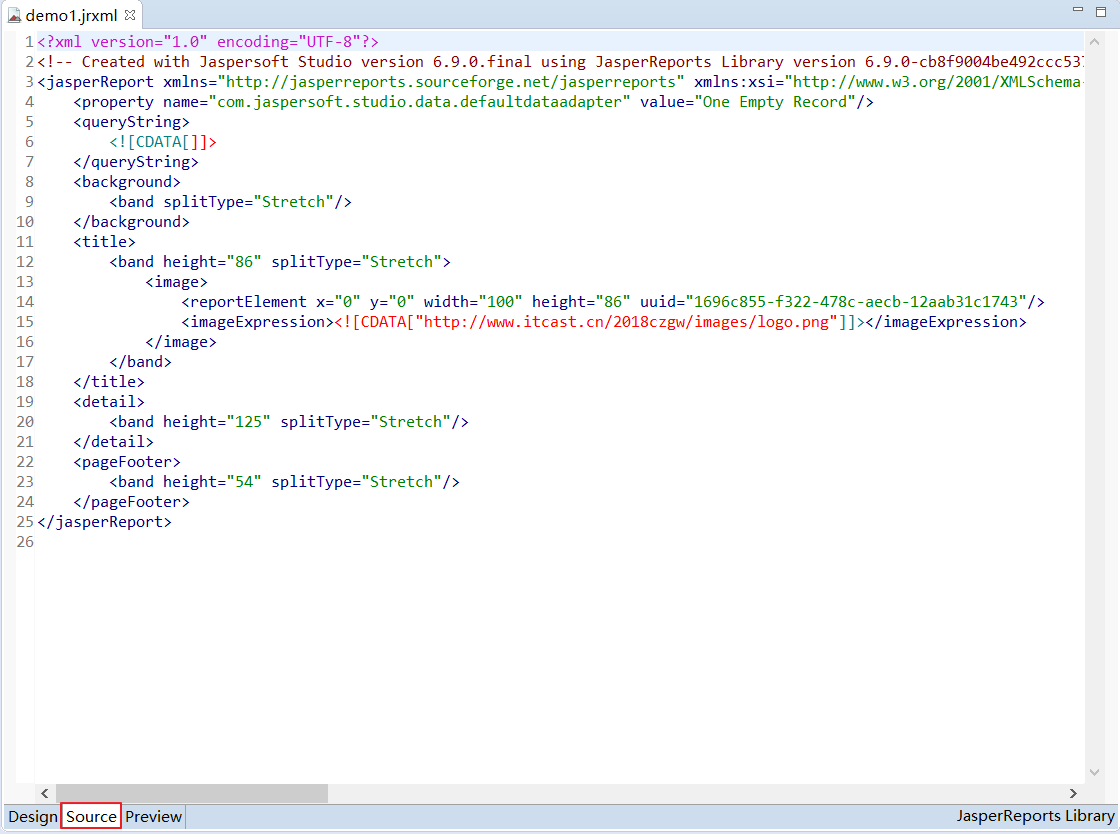 demo1.jrxml
1 <?xml version="1.0" encoding="UTF-8"?>
2 <!-- Created with Jaspersoft Studio version 6.9.0.final using JasperReports Library version 6.9.0-cb8f9004be492ccc537
3 <jasperReport xmlns="http://jasperreports.sourceforge.net/jasperreports" xmlns:xsi="http://www.w3.org/2001/XMLSchema-
4     <property name="com.jaspersoft.studio.data.defaultdataadapter" value="One Empty Record"/>
5     <queryString>
6         <![CDATA[]]>
7     </queryString>
8     <background>
9         <band splitType="Stretch"/>
10     </background>
11     <title>
12         <band height="86" splitType="Stretch">
13             <image>
14                 <reportElement x="0" y="0" width="100" height="86" uuid="1696c855-f322-478c-aecb-12aab31c1743"/>
15                 <imageExpression><![CDATA["http://www.itcast.cn/2018czgw/images/logo.png"]]></imageExpression>
16             </image>
17         </band>
18     </title>
19     <detail>
20         <band height="125" splitType="Stretch"/>
21     </detail>
22     <pageFooter>
23         <band height="54" splitType="Stretch"/>
24     </pageFooter>
25 </jasperReport>
26
Design Source Preview JasperReports Library